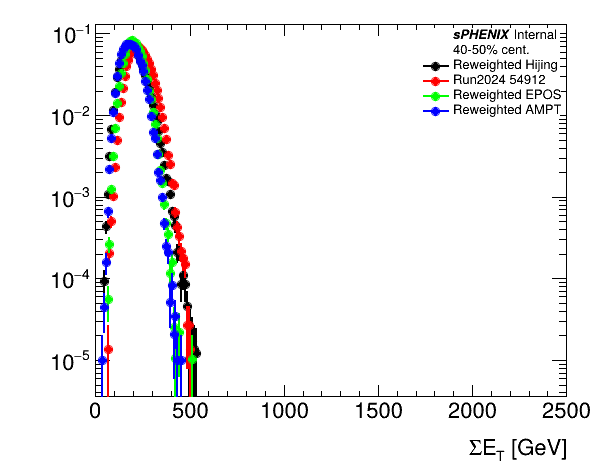 sPHENIX Internal
40-50% cent.
Reweighted Hijing
Run2024 54912
Reweighted EPOS
Reweighted AMPT
10⁻¹
10⁻²
10⁻³
10⁻⁴
10⁻⁵
0 500 1000 1500 2000 2500
ΣE_T [GeV]